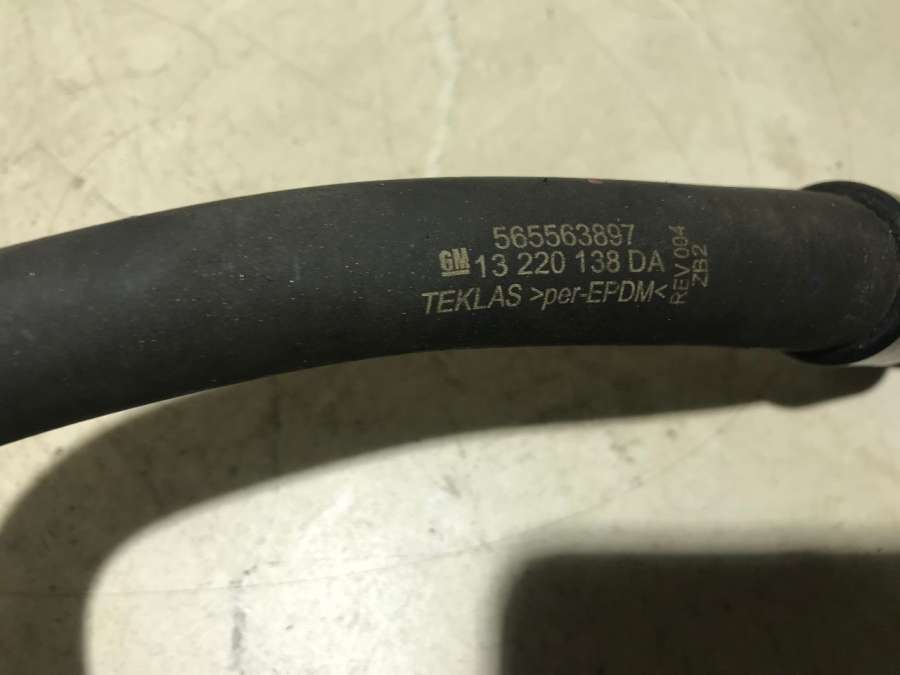 565563897
GM 13 220 138 DA
TEKLAS >per-EPDM<
REV 004
ZB2